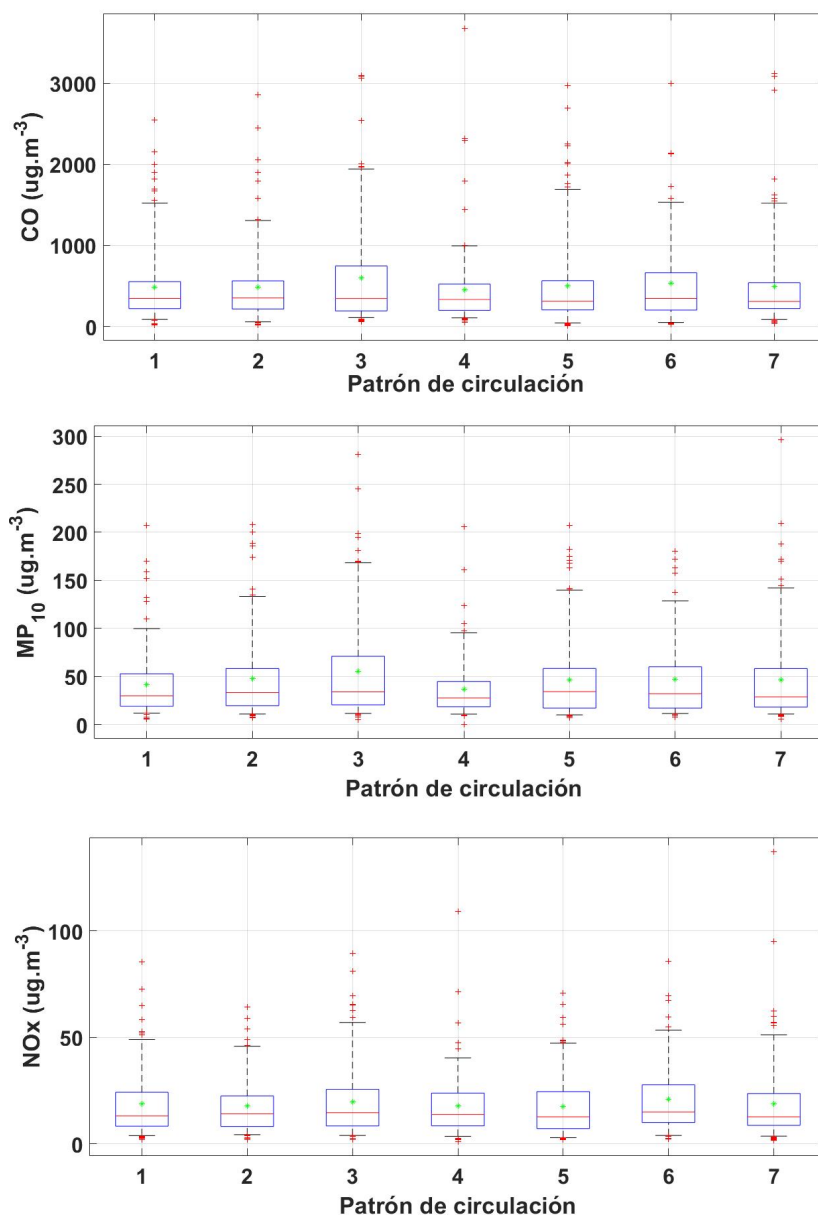 3000
2000
1000
0
CO (ug.m⁻³)
1 2 3 4 5 6 7
Patrón de circulación
300
250
200
150
100
50
0
MP₁₀ (ug.m⁻³)
1 2 3 4 5 6 7
Patrón de circulación
100
50
0
NOx (ug.m⁻³)
1 2 3 4 5 6 7
Patrón de circulación